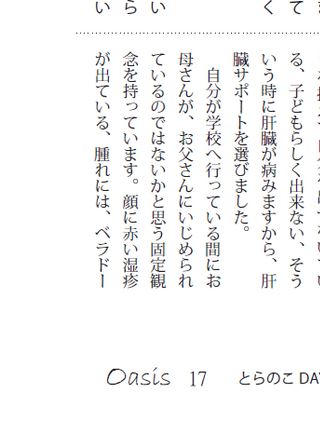 る、子どもらしく出来ない、そう
いう時に肝臓が病みますから、肝
臓サポートを選びました。
自分が学校へ行っている間にお
母さんが、お父さんにいじめられ
ているのではないかと思う固定観
念を持っています。顔に赤い湿疹
が出ている、腫れには、ベラドー
て
く
い
ら
い
Oasis 17 とらのこ DA